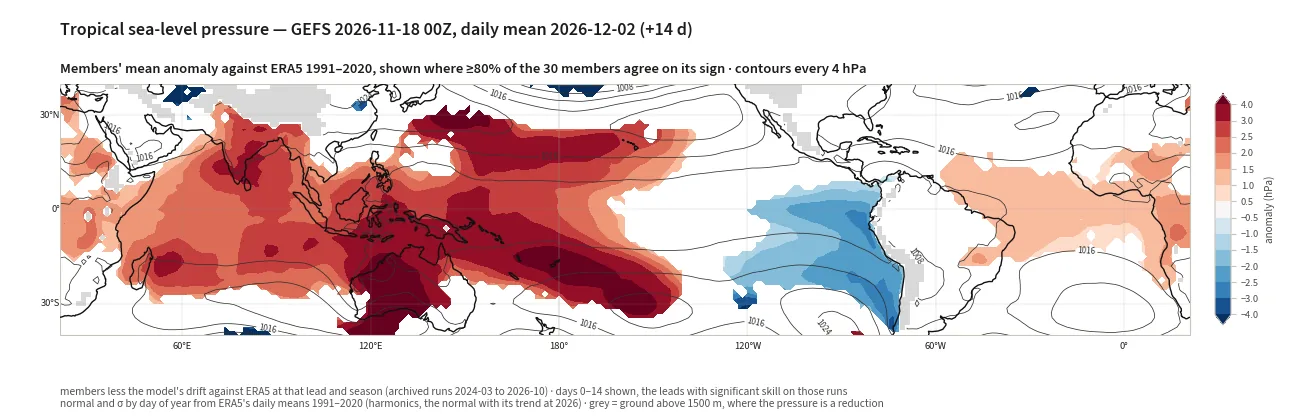 Tropical sea-level pressure — GEFS 2026-11-18 00Z, daily mean 2026-12-02 (+14 d)
Members' mean anomaly against ERA5 1991–2020, shown where ≥80% of the 30 members agree on its sign · contours every 4 hPa
1016
1008
1016
1016
30°N
1016
1016
1016
0°
1016
1008
30°S
1016
1016
1016
1024
60°E
120°E
180°
120°W
60°W
0°
4.0
3.0
2.5
2.0
1.5
1.0
0.5
−0.5
−1.0
−1.5
−2.0
−2.5
−3.0
−4.0
anomaly (hPa)
members less the model's drift against ERA5 at that lead and season (archived runs 2024-03 to 2026-10) · days 0–14 shown, the leads with significant skill on those runs
normal and σ by day of year from ERA5's daily means 1991–2020 (harmonics, the normal with its trend at 2026) · grey = ground above 1500 m, where the pressure is a reduction